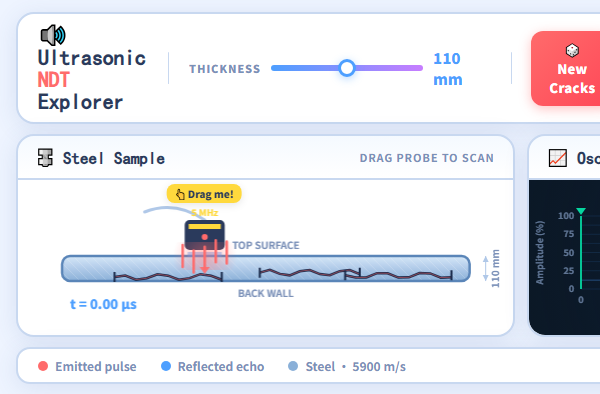 Ultrasonic
NDT
Explorer
THICKNESS
110
mm
New
Cracks
Steel Sample
DRAG PROBE TO SCAN
Drag me!
5 MHz
TOP SURFACE
BACK WALL
110 mm
t = 0.00 μs
Osc
Amplitude (%)
100
75
50
25
0
0
Emitted pulse
Reflected echo
Steel · 5900 m/s